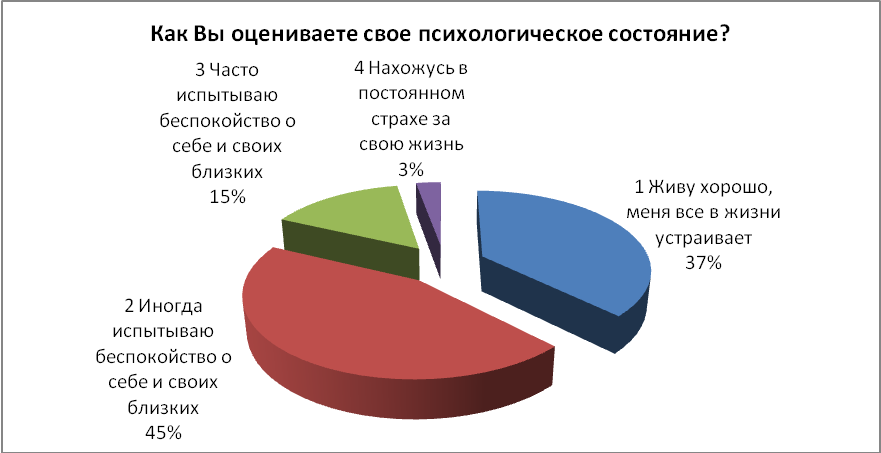 Как Вы оцениваете свое психологическое состояние?
3 Часто
испытываю
беспокойство о
себе и своих
близких
15%
4 Нахожусь в
постоянном
страхе за
свою жизнь
3%
1 Живу хорошо,
меня все в жизни
устраивает
37%
2 Иногда
испытываю
беспокойство о
себе и своих
близких
45%